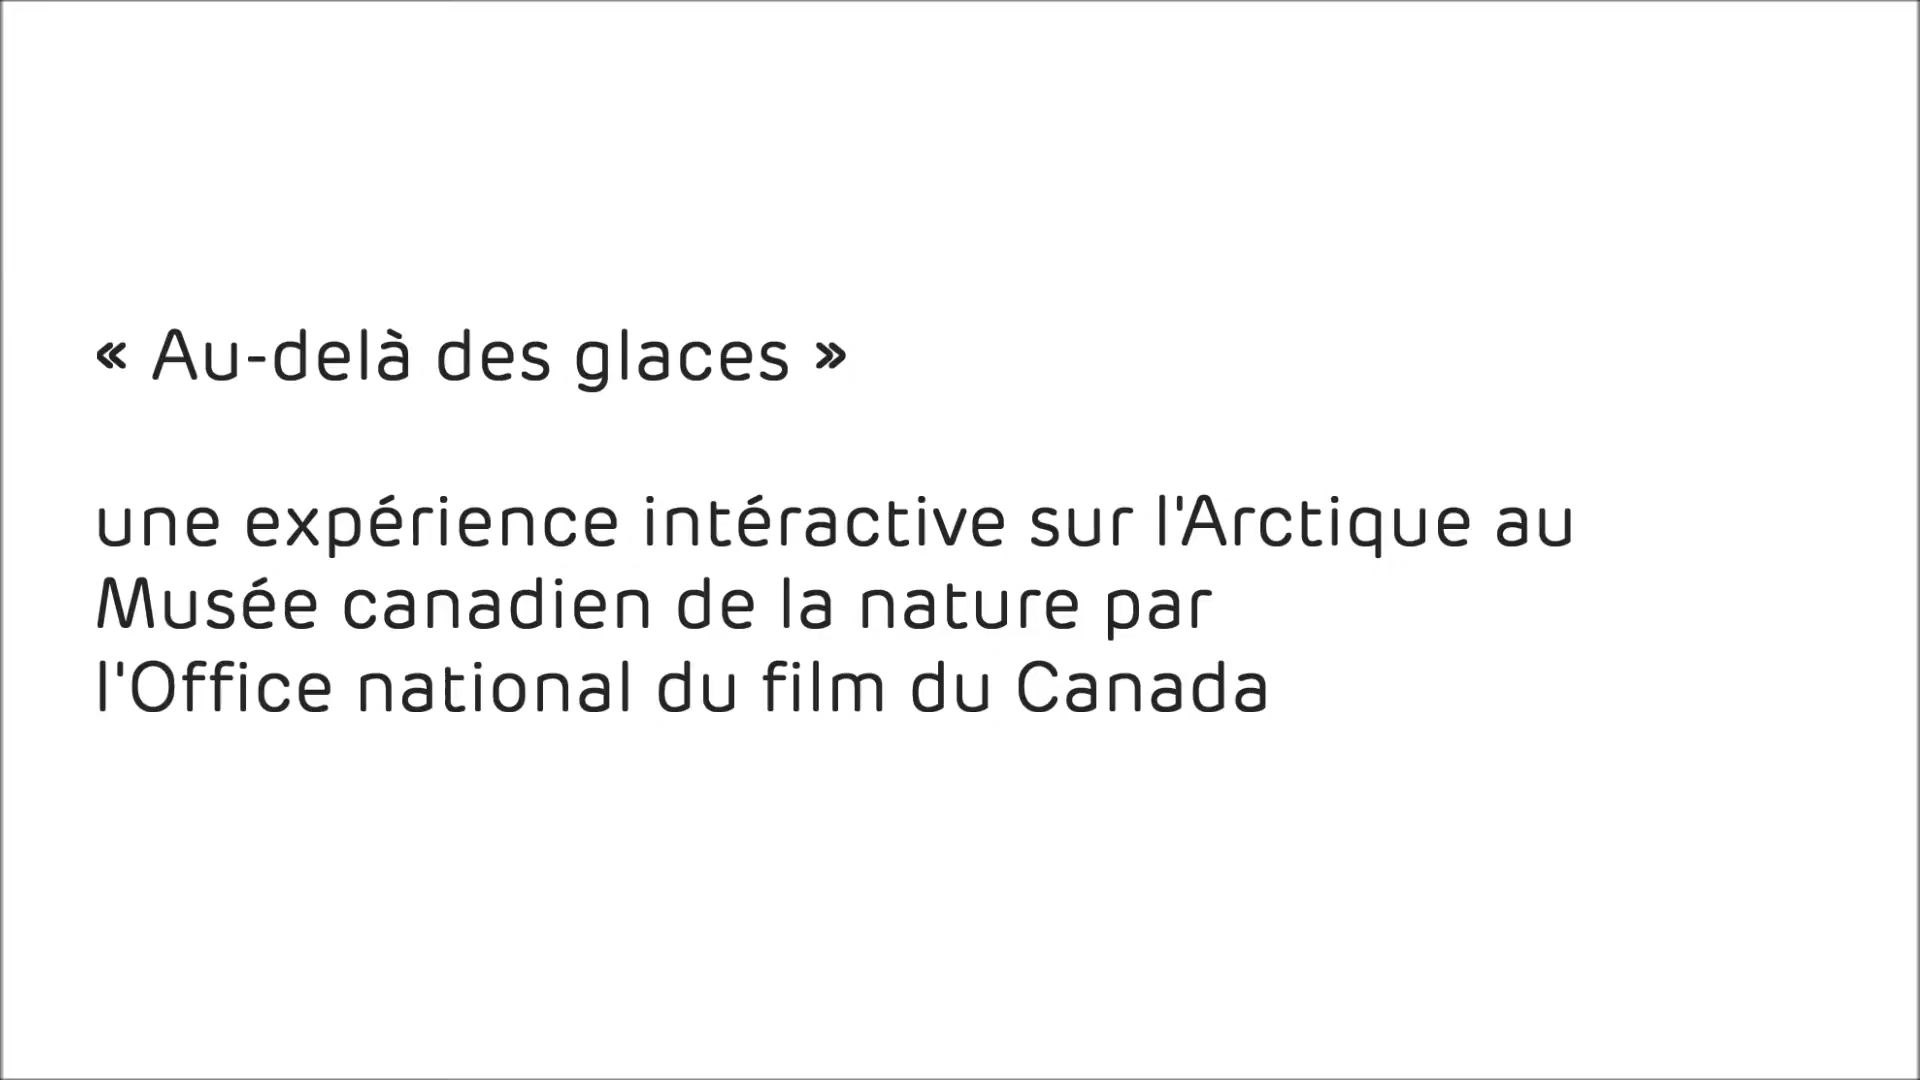 « Au-delà des glaces »
une expérience intéractive sur l'Arctique au
Musée canadien de la nature par
l'Office national du film du Canada